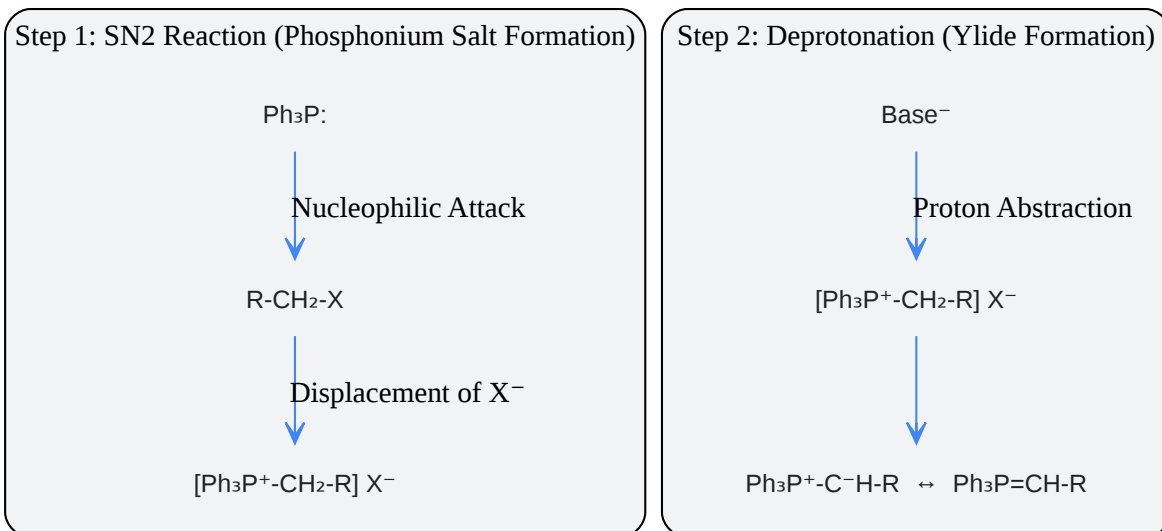 Step 1: SN2 Reaction (Phosphonium Salt Formation)
Ph₃P:
Nucleophilic Attack
R-CH₂-X
Displacement of X⁻
[Ph₃P⁺-CH₂-R] X⁻
Step 2: Deprotonation (Ylide Formation)
Base⁻
Proton Abstraction
[Ph₃P⁺-CH₂-R] X⁻
Ph₃P⁺-C⁻H-R ↔ Ph₃P=CH-R